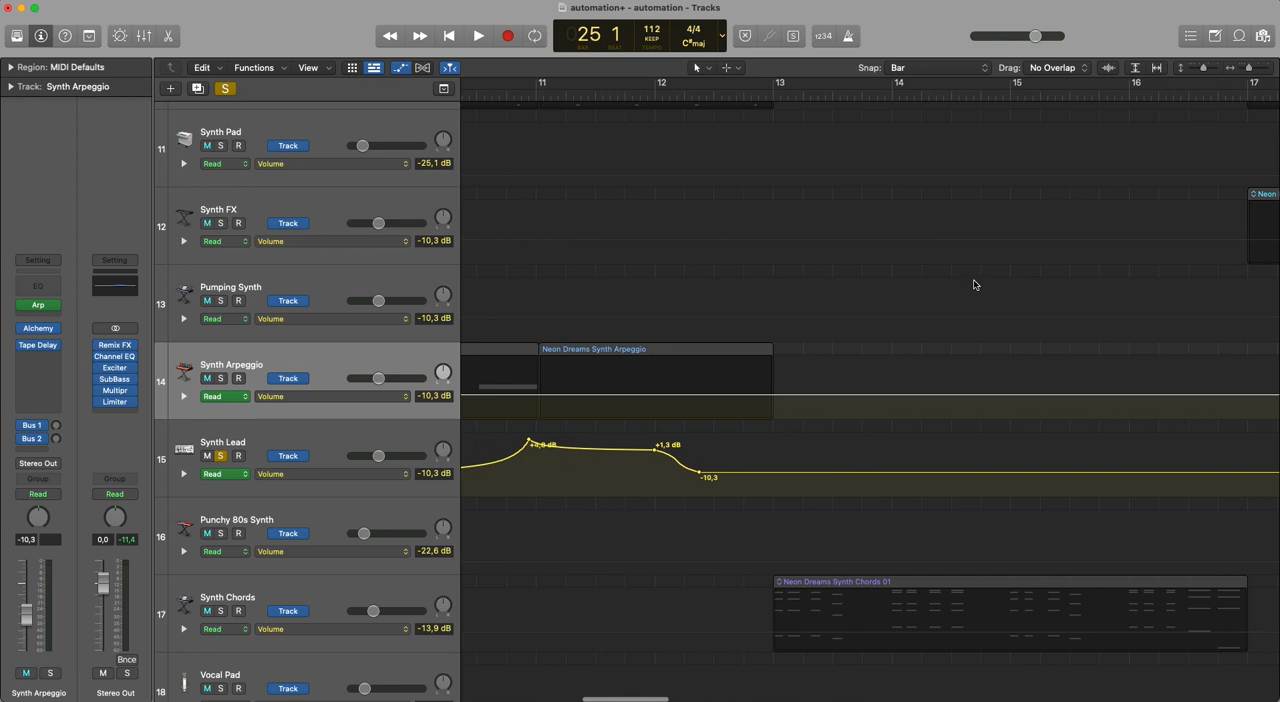 automation+ - automation - Tracks
25 1
BAR BEAT
112
KEEP
TEMPO
4/4
C#maj
S
1234
Region: MIDI Defaults
Edit Functions View
Snap: Bar
Drag: No Overlap
Track: Synth Arpeggio
S
11 12 13 14 15 16 17
11
Synth Pad
M S R Track
Read Volume -25,1 dB
12
Synth FX
M S R Track
Read Volume -10,3 dB
Neon
13
Pumping Synth
M S R Track
Read Volume -10,3 dB
14
Synth Arpeggio
M S R Track
Read Volume -10,3 dB
Neon Dreams Synth Arpeggio
15
Synth Lead
M S R Track
Read Volume -10,3 dB
+1,3 dB
-10,3
16
Punchy 80s Synth
M S R Track
Read Volume -22,6 dB
17
Synth Chords
M S R Track
Read Volume -13,9 dB
Neon Dreams Synth Chords 01
18
Vocal Pad
M S R Track
Setting
EQ
Arp
Alchemy
Tape Delay
Bus 1
Bus 2
Stereo Out
Group
Read
-10,3
M S
Synth Arpeggio
Setting
Remix FX
Channel EQ
Exciter
SubBass
Multipr
Limiter
Group
Read
0,0 -11,4
Bnce
M S
Stereo Out